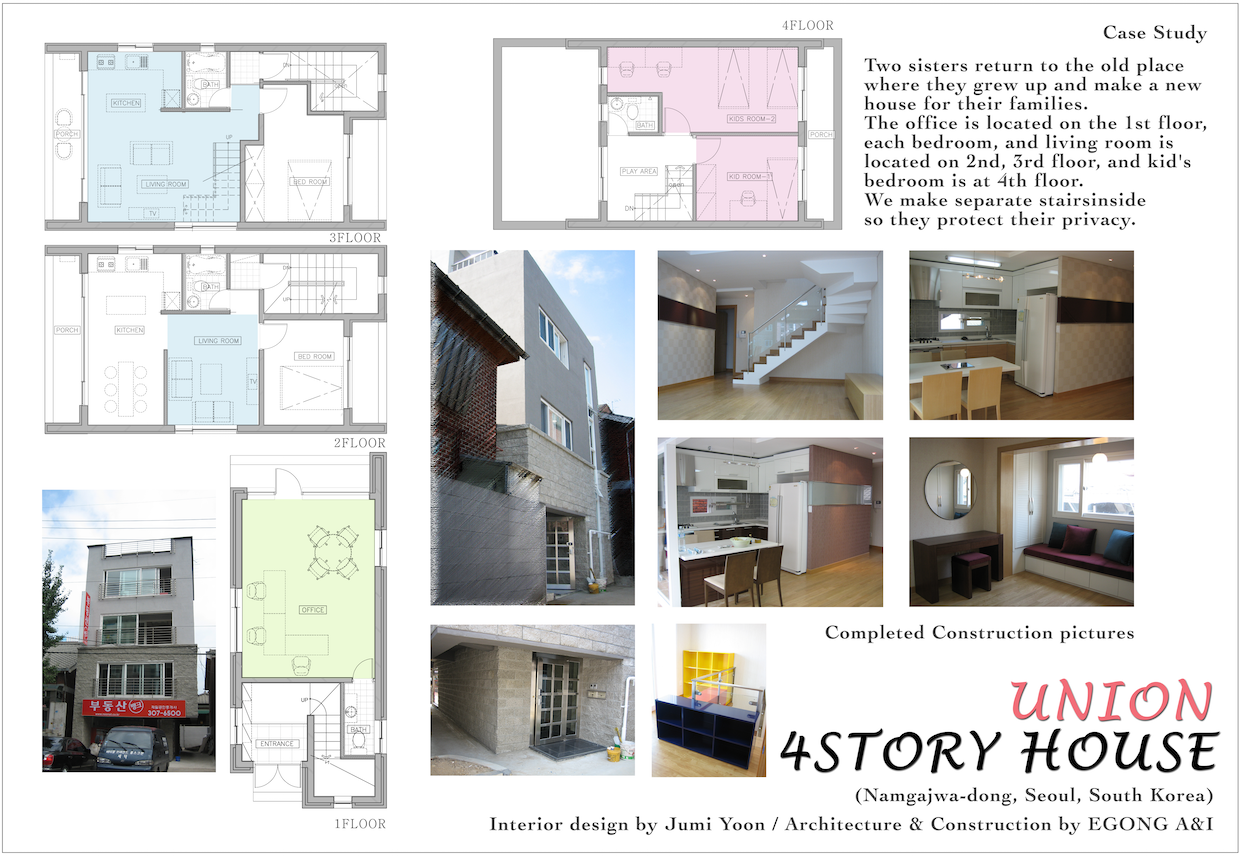 KITCHEN
BATH
DN
PORCH
UP
LIVING ROOM
BED ROOM
TV
3FLOOR
4FLOOR
KIDS ROOM-2
BATH
PORCH
PLAY AREA
KID ROOM-1
DN
Case Study
Two sisters return to the old place
where they grew up and make a new
house for their families.
The office is located on the 1st floor,
each bedroom, and living room is
located on 2nd, 3rd floor, and kid's
bedroom is at 4th floor.
We make separate stairsinside
so they protect their privacy.
DN
BATH
UP
PORCH
KITCHEN
LIVING ROOM
BED ROOM
TV
2FLOOR
OFFICE
UP
BATH
ENTRANCE
1FLOOR
부동산
307-6500
Completed Construction pictures
UNION
4STORY HOUSE
(Namgajwa-dong, Seoul, South Korea)
Interior design by Jumi Yoon / Architecture & Construction by EGONG A&I